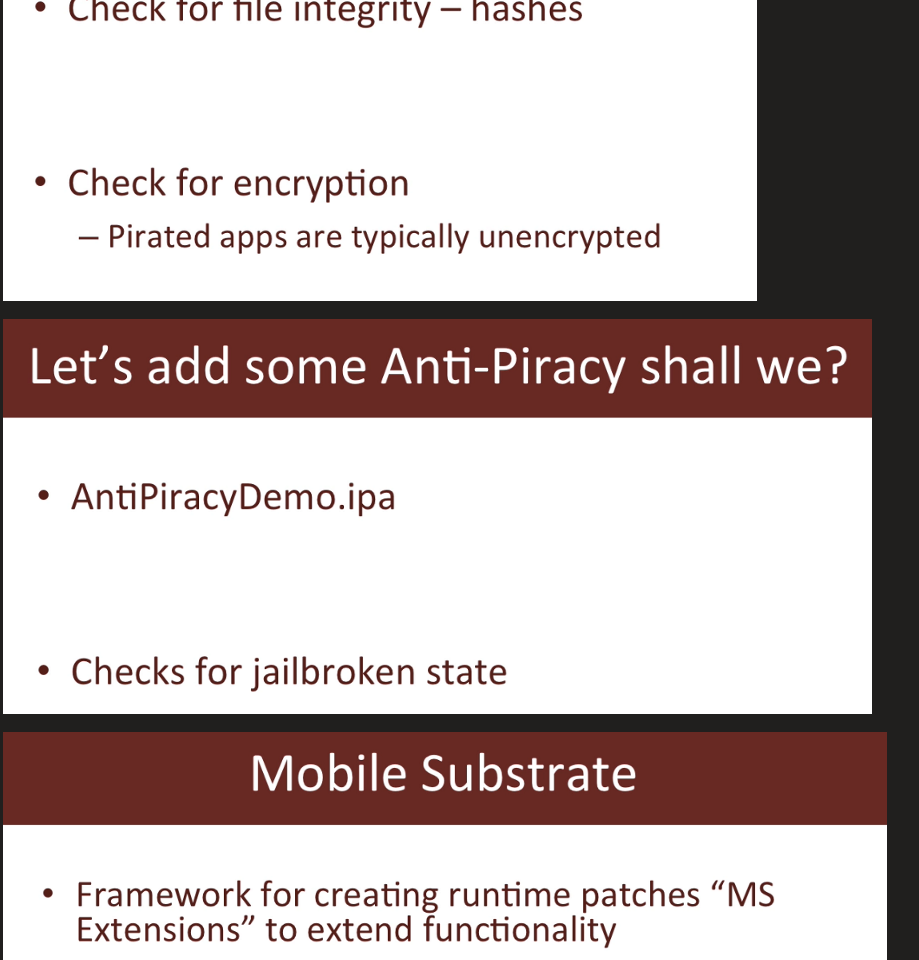 • Check for file integrity – hashes
• Check for encryption
– Pirated apps are typically unencrypted
Let’s add some Anti-Piracy shall we?
• AntiPiracyDemo.ipa
• Checks for jailbroken state
Mobile Substrate
• Framework for creating runtime patches “MS
Extensions” to extend functionality